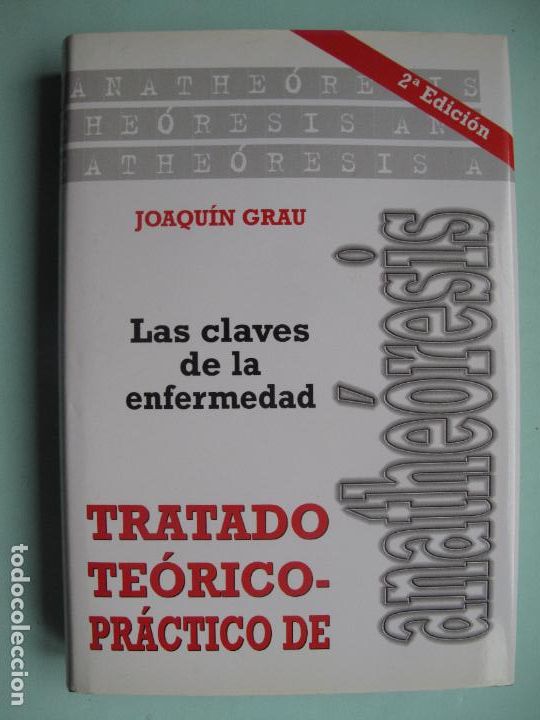 ANATHEÓRESIS
HEÓRESIS AN
ATHEÓRESIS A
2ª Edición
JOAQUÍN GRAU
Las claves
de la
enfermedad
TRATADO
TEÓRICO-
PRÁCTICO DE
anatheóresis
todocoleccion